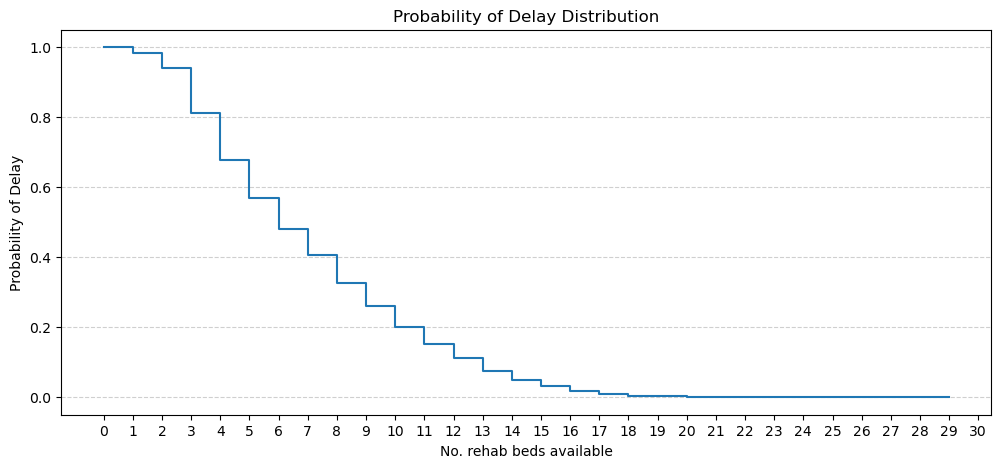 Probability of Delay Distribution
Probability of Delay
1.0
0.8
0.6
0.4
0.2
0.0
0 1 2 3 4 5 6 7 8 9 10 11 12 13 14 15 16 17 18 19 20 21 22 23 24 25 26 27 28 29 30
No. rehab beds available